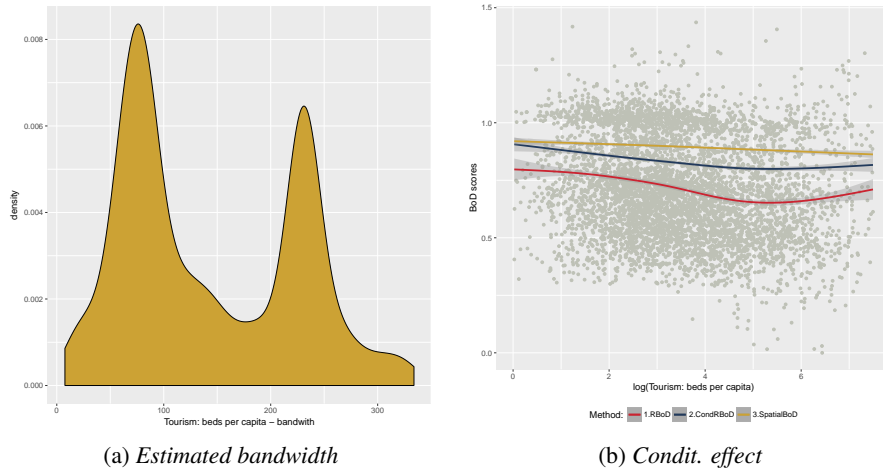 0.008
0.006
density
0.004
0.002
0.000
0 100 200 300
Tourism: beds per capita − bandwith
(a) Estimated bandwidth
1.5
1.0
BoD scores
0.5
0.0
0 2 4 6
log(Tourism: beds per capita)
Method: 1.RBoD 2.CondRBoD 3.SpatialBoD
(b) Condit. effect